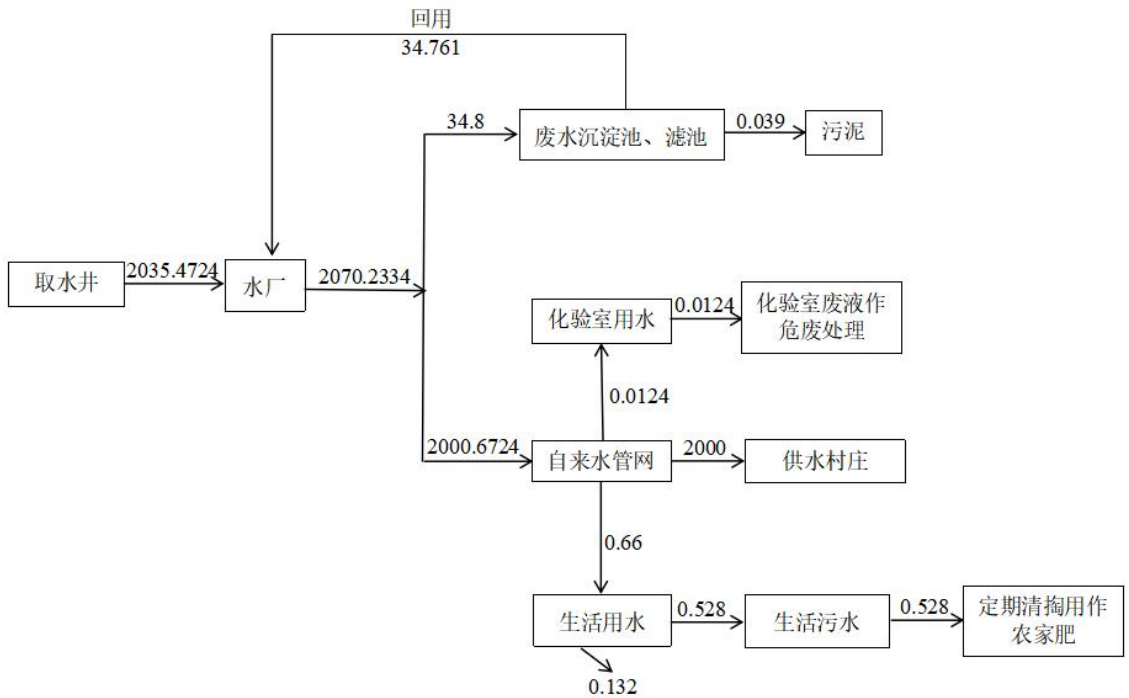 回用
34.761
34.8
废水沉淀池、滤池
0.039
污泥
取水井
2035.4724
水厂
2070.2334
化验室用水
0.0124
化验室废液作
危废处理
0.0124
2000.6724
自来水管网
2000
供水村庄
0.66
生活用水
0.528
生活污水
0.528
定期清掏用作
农家肥
0.132